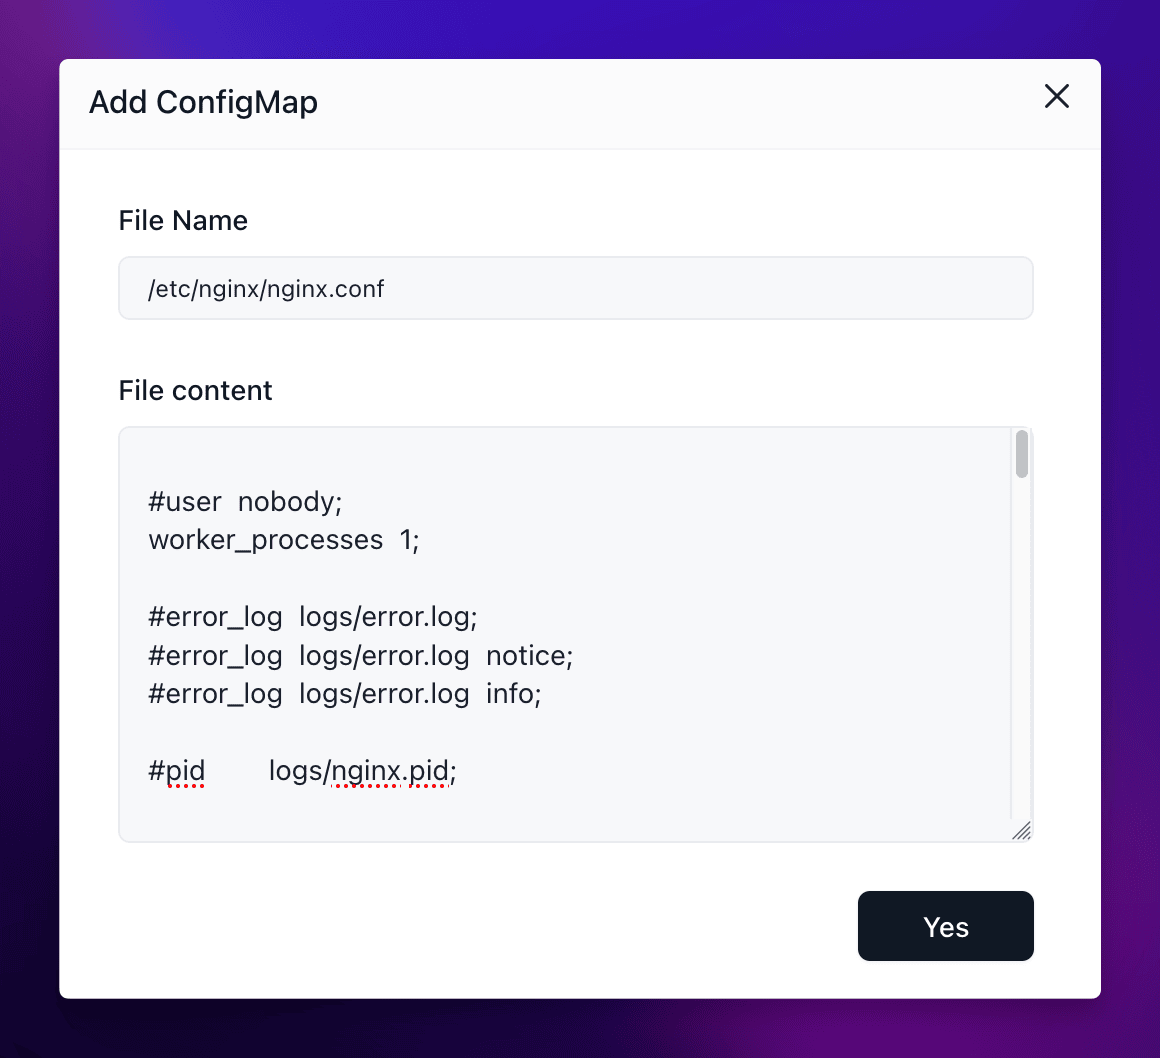 Add ConfigMap
File Name
/etc/nginx/nginx.conf
File content
#user  nobody;
worker_processes  1;
#error_log  logs/error.log;
#error_log  logs/error.log  notice;
#error_log  logs/error.log  info;
#pid        logs/nginx.pid;
Yes